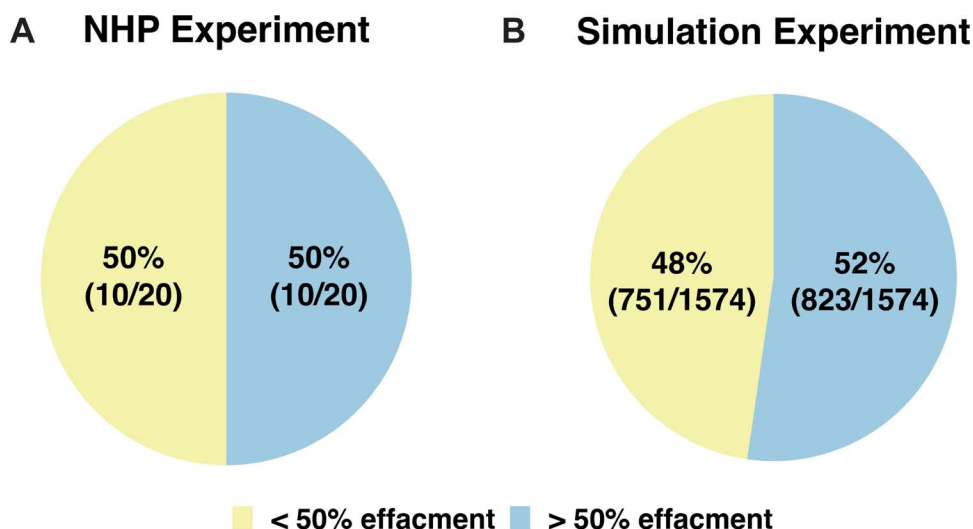 A NHP Experiment
B Simulation Experiment
50%
(10/20)
50%
(10/20)
48%
(751/1574)
52%
(823/1574)
< 50% effacment
> 50% effacment